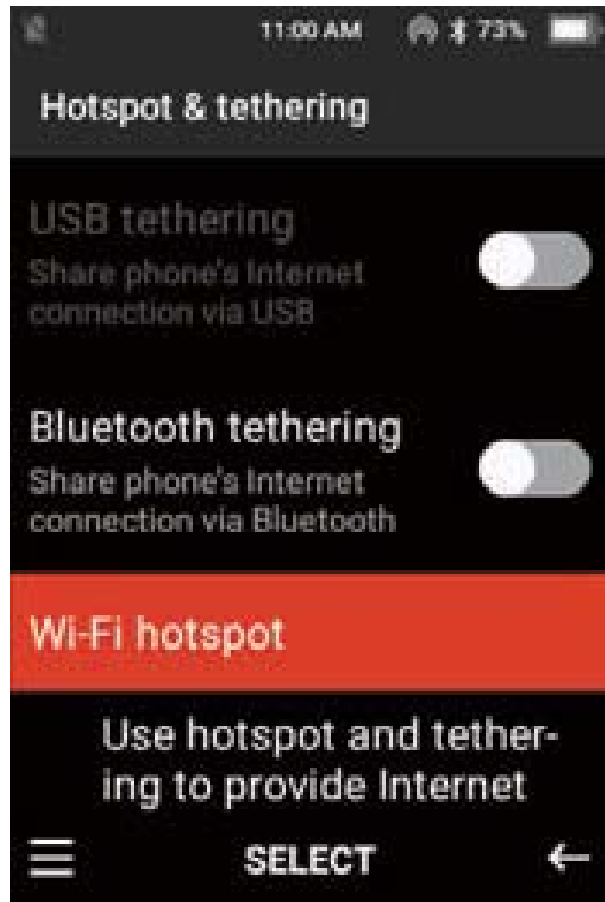 11:00 AM 73%
Hotspot & tethering
USB tethering
Share phone's Internet
connection via USB
Bluetooth tethering
Share phone's Internet
connection via Bluetooth
Wi-Fi hotspot
Use hotspot and tether-
ing to provide Internet
SELECT